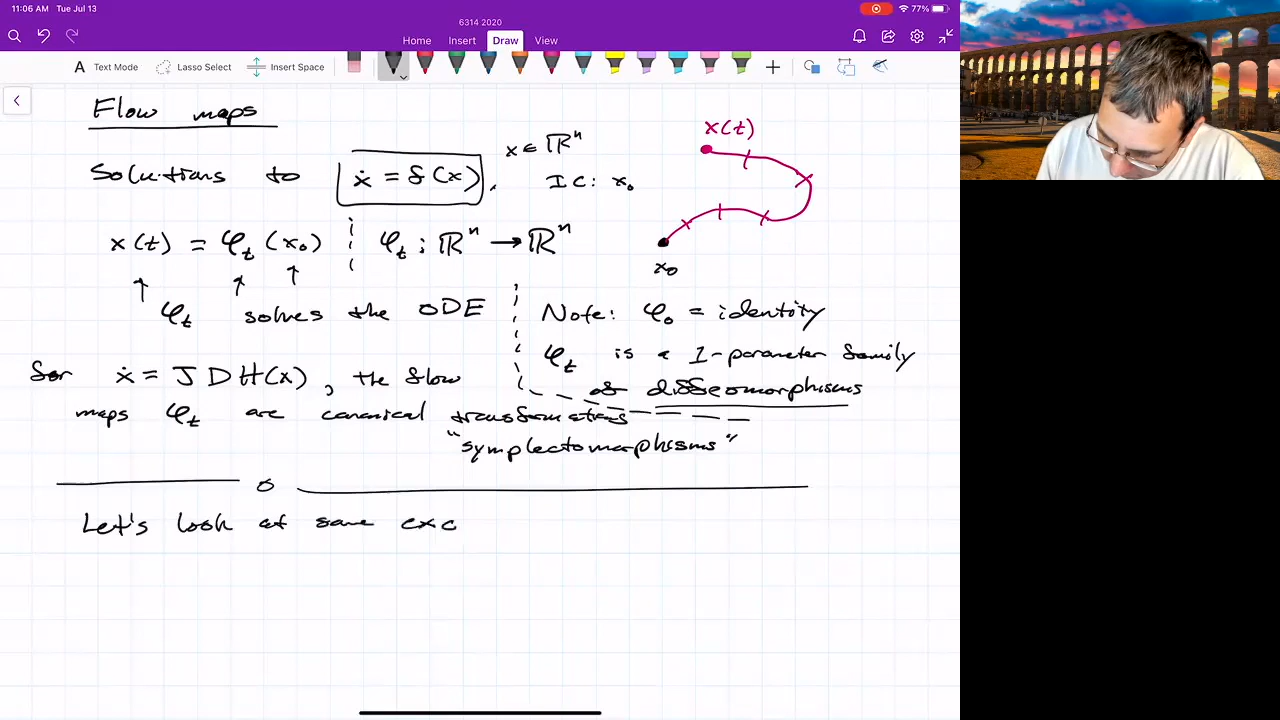 11:06 AM Tue Jul 13
77%
6314 2020
Home Insert Draw View
Text Mode Lasso Select Insert Space
Flow maps
Solutions to ẋ = f(x), x ∈ ℝⁿ
IC: x₀
x(t) = φₜ(x₀) φₜ : ℝⁿ → ℝⁿ
x(t)
x₀
φₜ solves the ODE
Note: φ₀ = identity
φₜ is a 1-parameter family
of diffeomorphisms
for ẋ = J D H(x), the flow
maps φₜ are canonical transformations
"symplectomorphisms"
Let's look at some exc